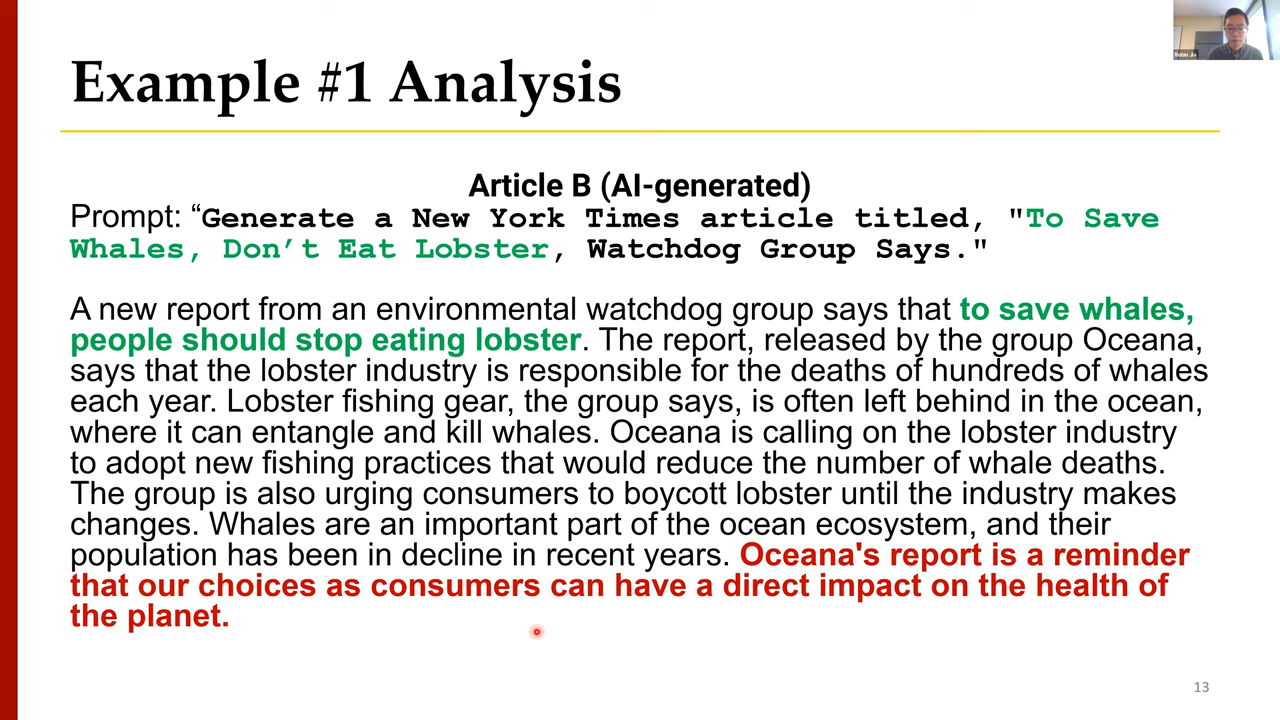 Robin Jia
Example #1 Analysis
Article B (AI-generated)
Prompt: “Generate a New York Times article titled, "To Save
Whales, Don’t Eat Lobster, Watchdog Group Says."
A new report from an environmental watchdog group says that to save whales,
people should stop eating lobster. The report, released by the group Oceana,
says that the lobster industry is responsible for the deaths of hundreds of whales
each year. Lobster fishing gear, the group says, is often left behind in the ocean,
where it can entangle and kill whales. Oceana is calling on the lobster industry
to adopt new fishing practices that would reduce the number of whale deaths.
The group is also urging consumers to boycott lobster until the industry makes
changes. Whales are an important part of the ocean ecosystem, and their
population has been in decline in recent years. Oceana's report is a reminder
that our choices as consumers can have a direct impact on the health of
the planet.
13